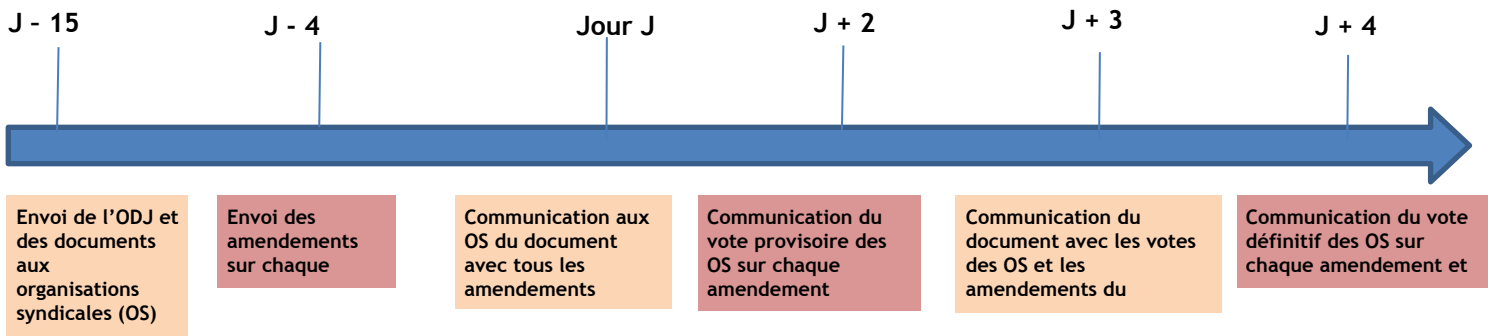 J – 15
J - 4
Jour J
J + 2
J + 3
J + 4
Envoi de l’ODJ et
des documents
aux
organisations
syndicales (OS)
Envoi des
amendements
sur chaque
Communication aux
OS du document
avec tous les
amendements
Communication du
vote provisoire des
OS sur chaque
amendement
Communication du
document avec les votes
des OS et les
amendements du
Communication du vote
définitif des OS sur
chaque amendement et